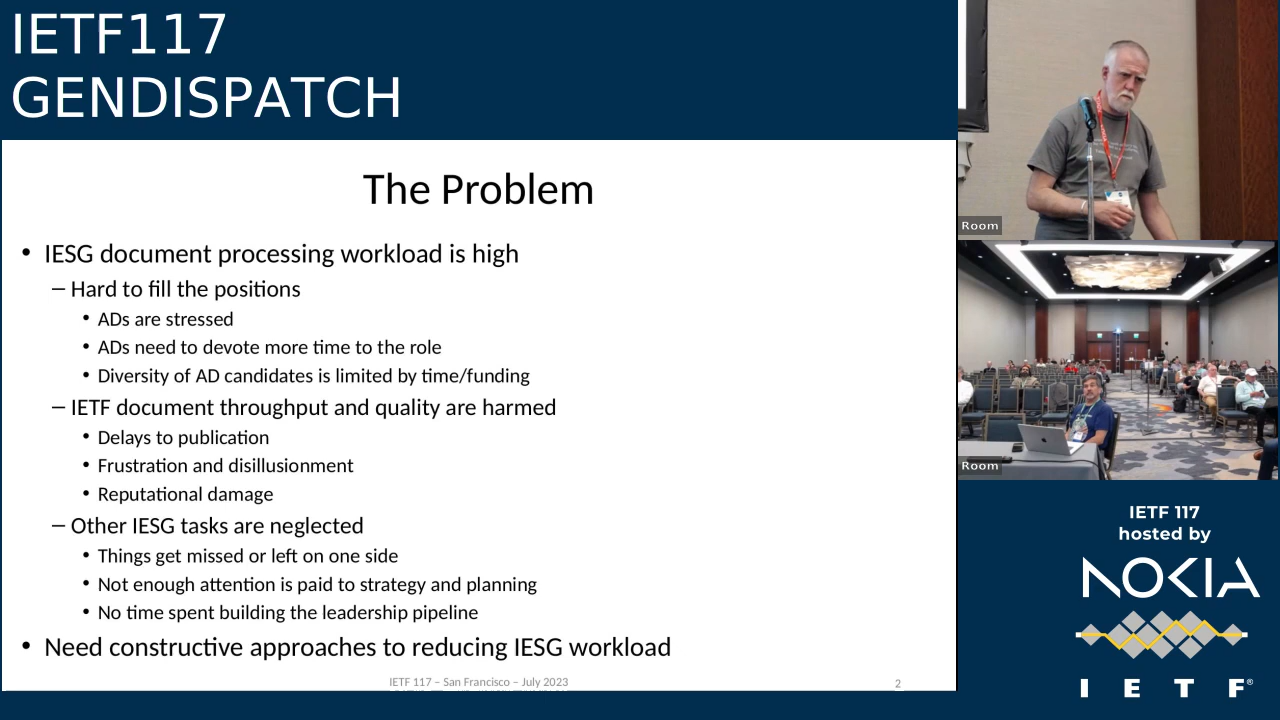 IETF117
GENDISPATCH
The Problem
• IESG document processing workload is high
– Hard to fill the positions
• ADs are stressed
• ADs need to devote more time to the role
• Diversity of AD candidates is limited by time/funding
– IETF document throughput and quality are harmed
• Delays to publication
• Frustration and disillusionment
• Reputational damage
– Other IESG tasks are neglected
• Things get missed or left on one side
• Not enough attention is paid to strategy and planning
• No time spent building the leadership pipeline
• Need constructive approaches to reducing IESG workload
IETF 117 – San Francisco – July 2023
2
Room
Room
IETF 117
hosted by
NOKIA
I E T F®